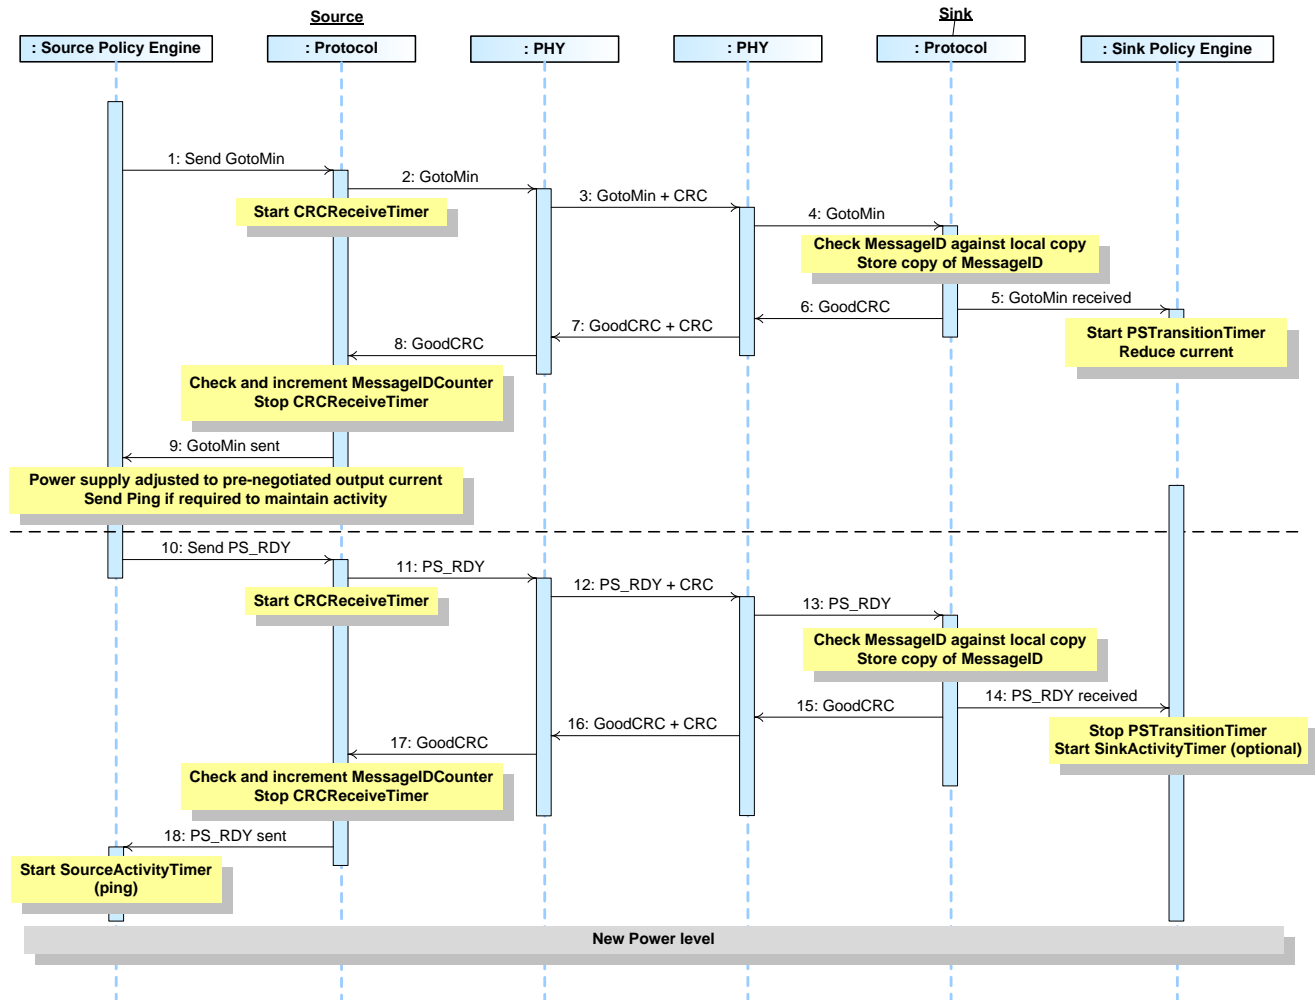 Source
Sink
: Source Policy Engine
: Protocol
: PHY
: PHY
: Protocol
: Sink Policy Engine
1: Send GotoMin
2: GotoMin
3: GotoMin + CRC
Start CRCReceiveTimer
4: GotoMin
Check MessageID against local copy
Store copy of MessageID
5: GotoMin received
6: GoodCRC
7: GoodCRC + CRC
Start PSTransitionTimer
Reduce current
8: GoodCRC
Check and increment MessageIDCounter
Stop CRCReceiveTimer
9: GotoMin sent
Power supply adjusted to pre-negotiated output current
Send Ping if required to maintain activity
10: Send PS_RDY
11: PS_RDY
12: PS_RDY + CRC
Start CRCReceiveTimer
13: PS_RDY
Check MessageID against local copy
Store copy of MessageID
14: PS_RDY received
15: GoodCRC
16: GoodCRC + CRC
Stop PSTransitionTimer
Start SinkActivityTimer (optional)
17: GoodCRC
Check and increment MessageIDCounter
Stop CRCReceiveTimer
18: PS_RDY sent
Start SourceActivityTimer
(ping)
New Power level